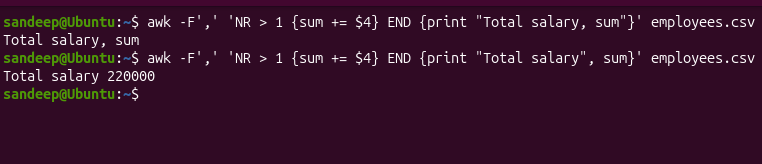 sandeep@Ubuntu:~$ awk -F',' 'NR > 1 {sum += $4} END {print "Total salary, sum"}' employees.csv
Total salary, sum
sandeep@Ubuntu:~$ awk -F',' 'NR > 1 {sum += $4} END {print "Total salary", sum}' employees.csv
Total salary 220000
sandeep@Ubuntu:~$